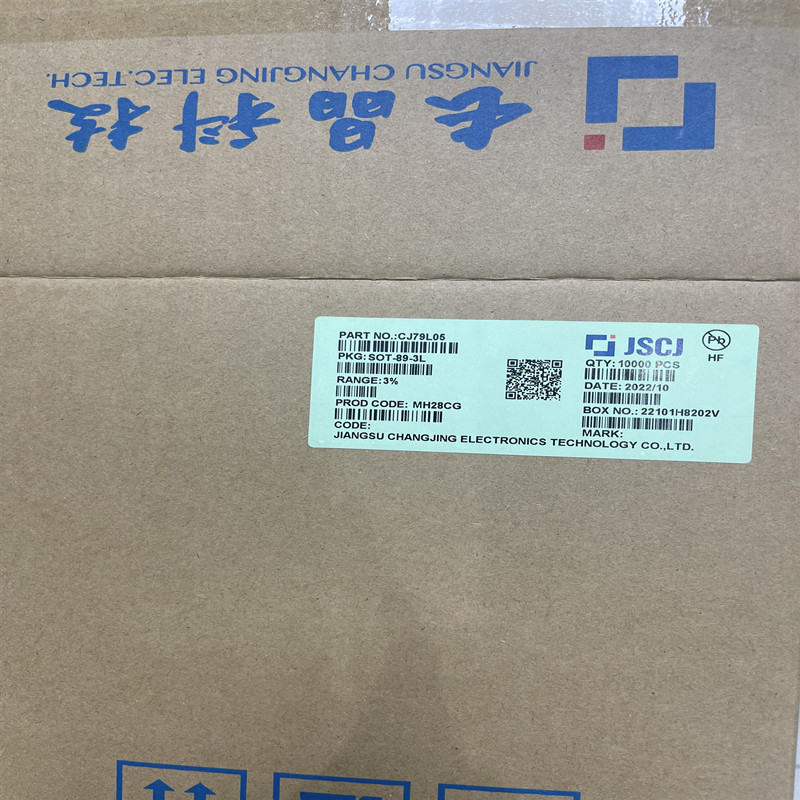 JIANGSU CHANGJING ELEC.TECH.
长晶科技
PART NO.:CJ79L05
PKG:SOT-89-3L
RANGE:3%
PROD CODE: MH28CG
CODE:
JIANGSU CHANGJING ELECTRONICS TECHNOLOGY CO.,LTD.
JSCJ
QTY: 10000 PCS
DATE: 2022/10
BOX NO.: 22101H8202V
MARK:
Pb
HF